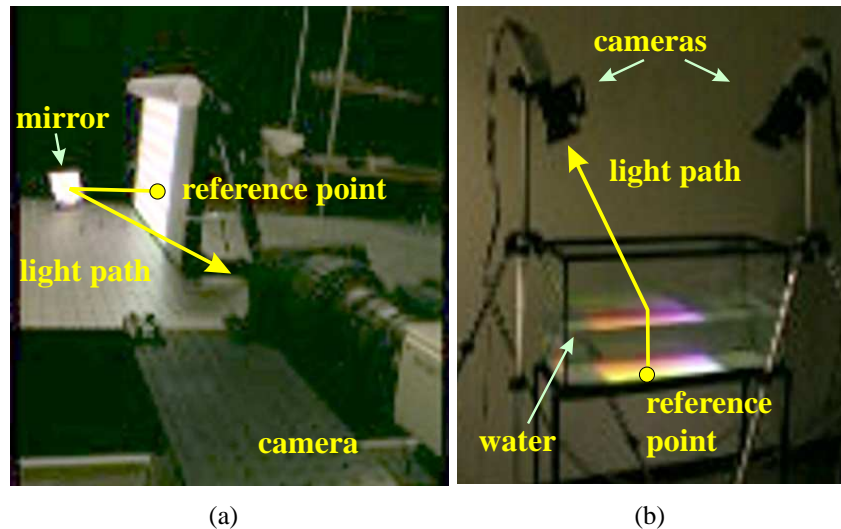 mirror
reference point
light path
camera
(a)
cameras
light path
reference
point
water
(b)